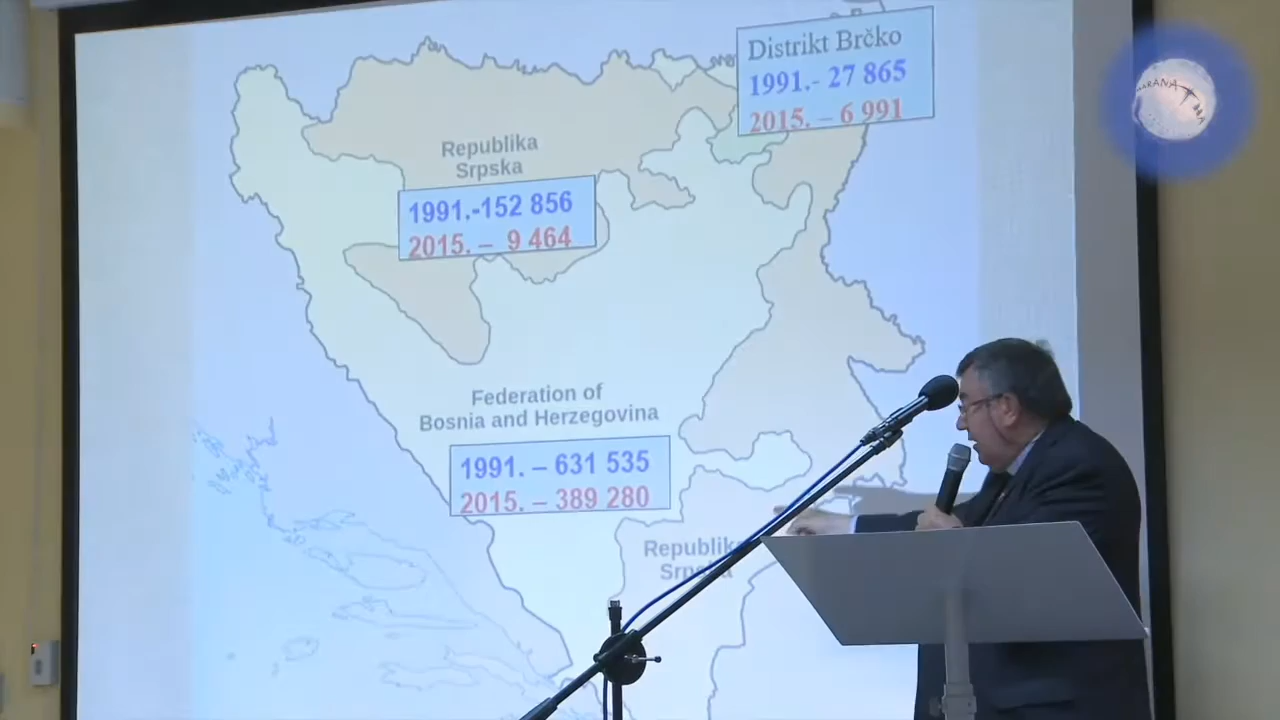 Distrikt Brčko
1991.- 27 865
2015. – 6 991
Republika
Srpska
1991.-152 856
2015. – 9 464
Federation of
Bosnia and Herzegovina
1991. – 631 535
2015. – 389 280
Republika
Srpska